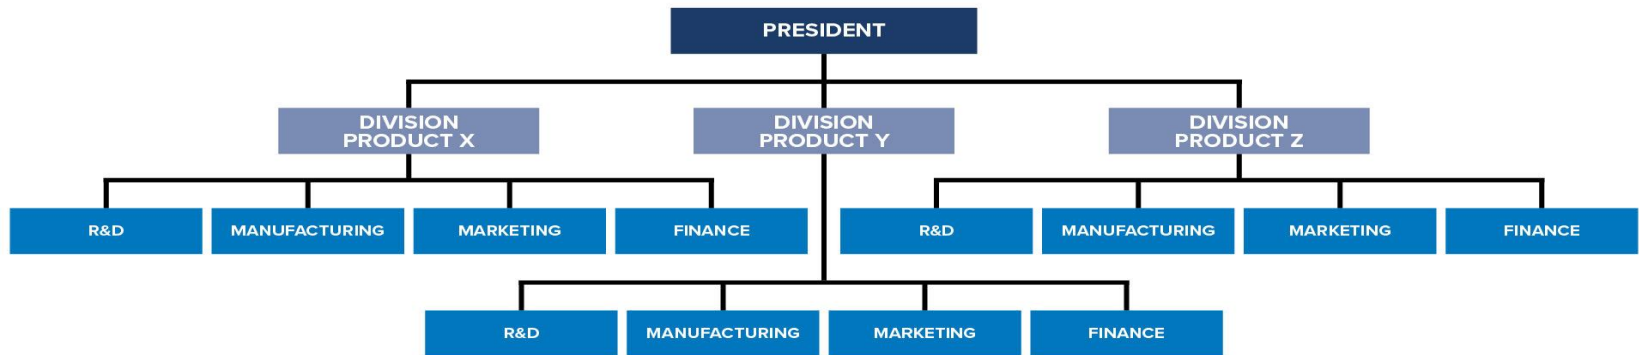 PRESIDENT
DIVISION
PRODUCT X
DIVISION
PRODUCT Y
DIVISION
PRODUCT Z
R&D
MANUFACTURING
MARKETING
FINANCE
R&D
MANUFACTURING
MARKETING
FINANCE
R&D
MANUFACTURING
MARKETING
FINANCE